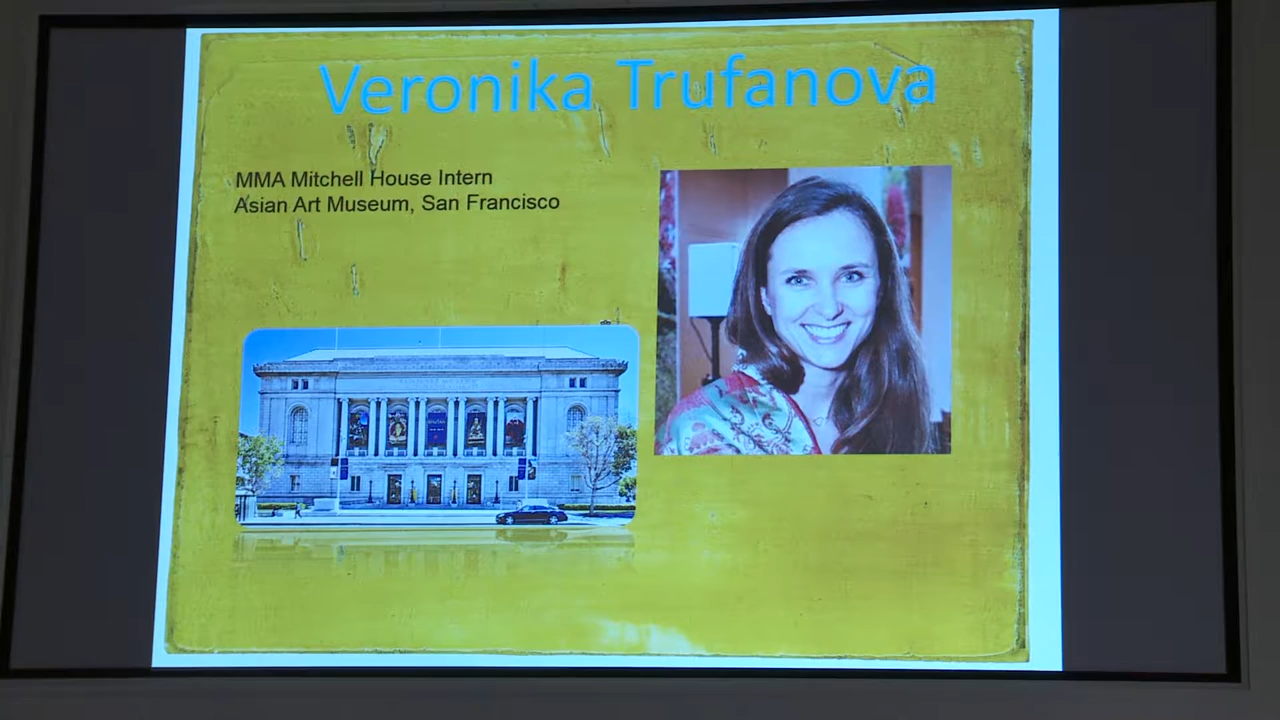 Veronika Trufanova
MMA Mitchell House Intern
Asian Art Museum, San Francisco